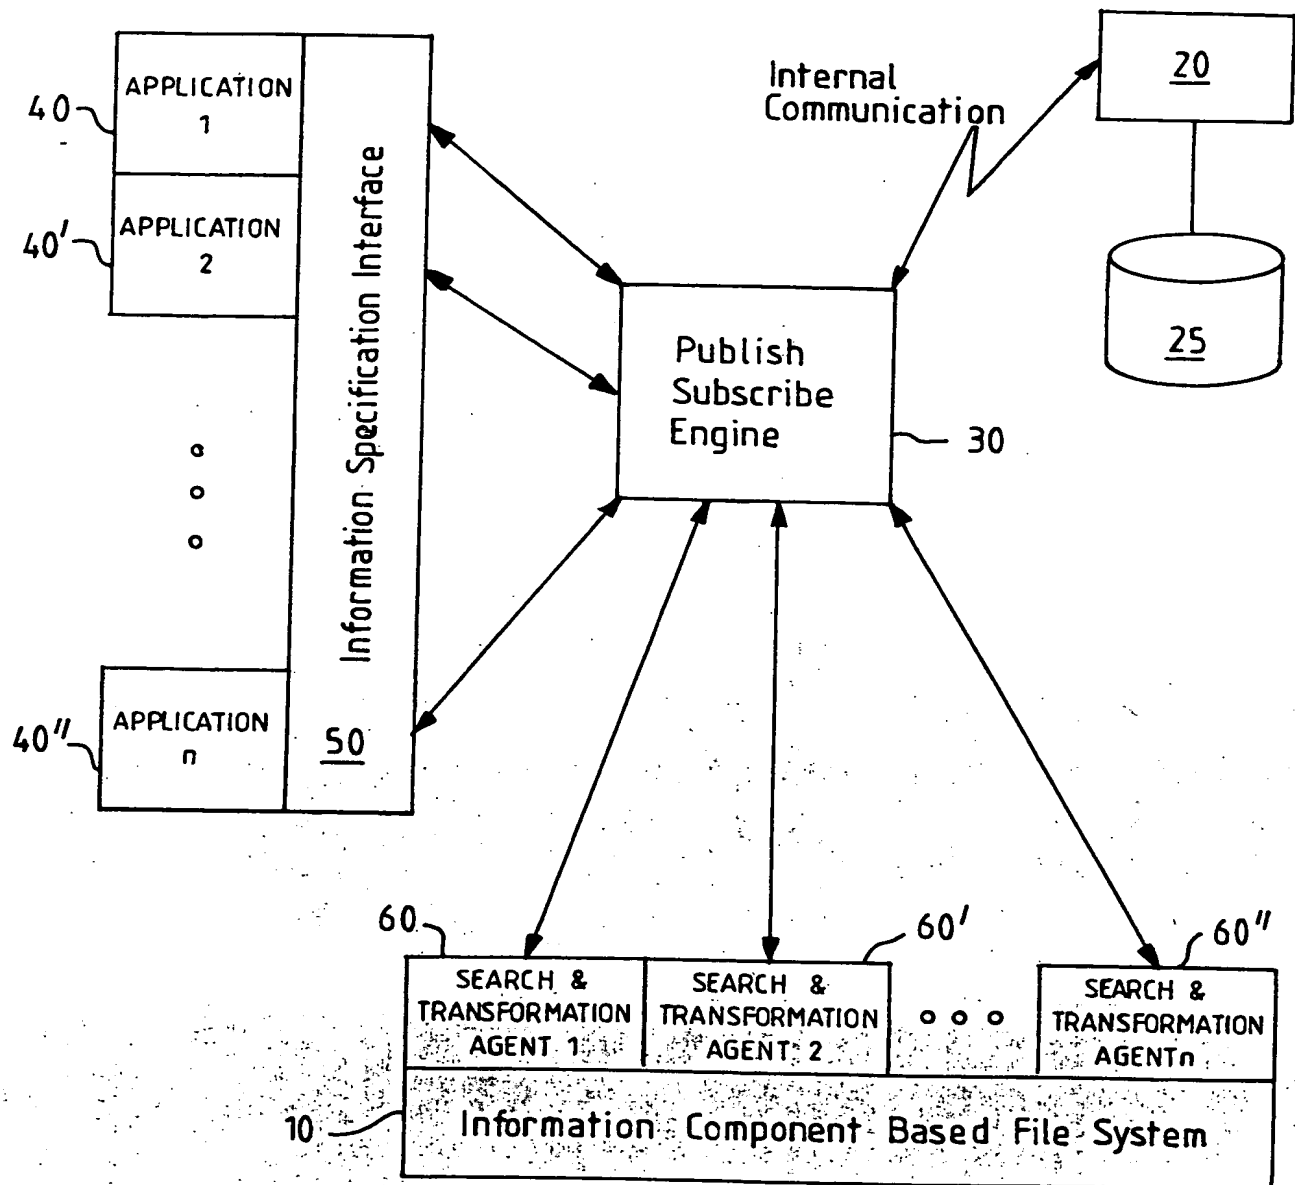 APPLICATION
1
40
APPLICATION
2
40'
APPLICATION
n
40"
Information Specification Interface
50
Internal
Communication
20
25
Publish
Subscribe
Engine
30
60
SEARCH &
TRANSFORMATION
AGENT 1
60'
SEARCH &
TRANSFORMATION
AGENT 2
60"
SEARCH &
TRANSFORMATION
AGENT n
10
Information Component Based File System